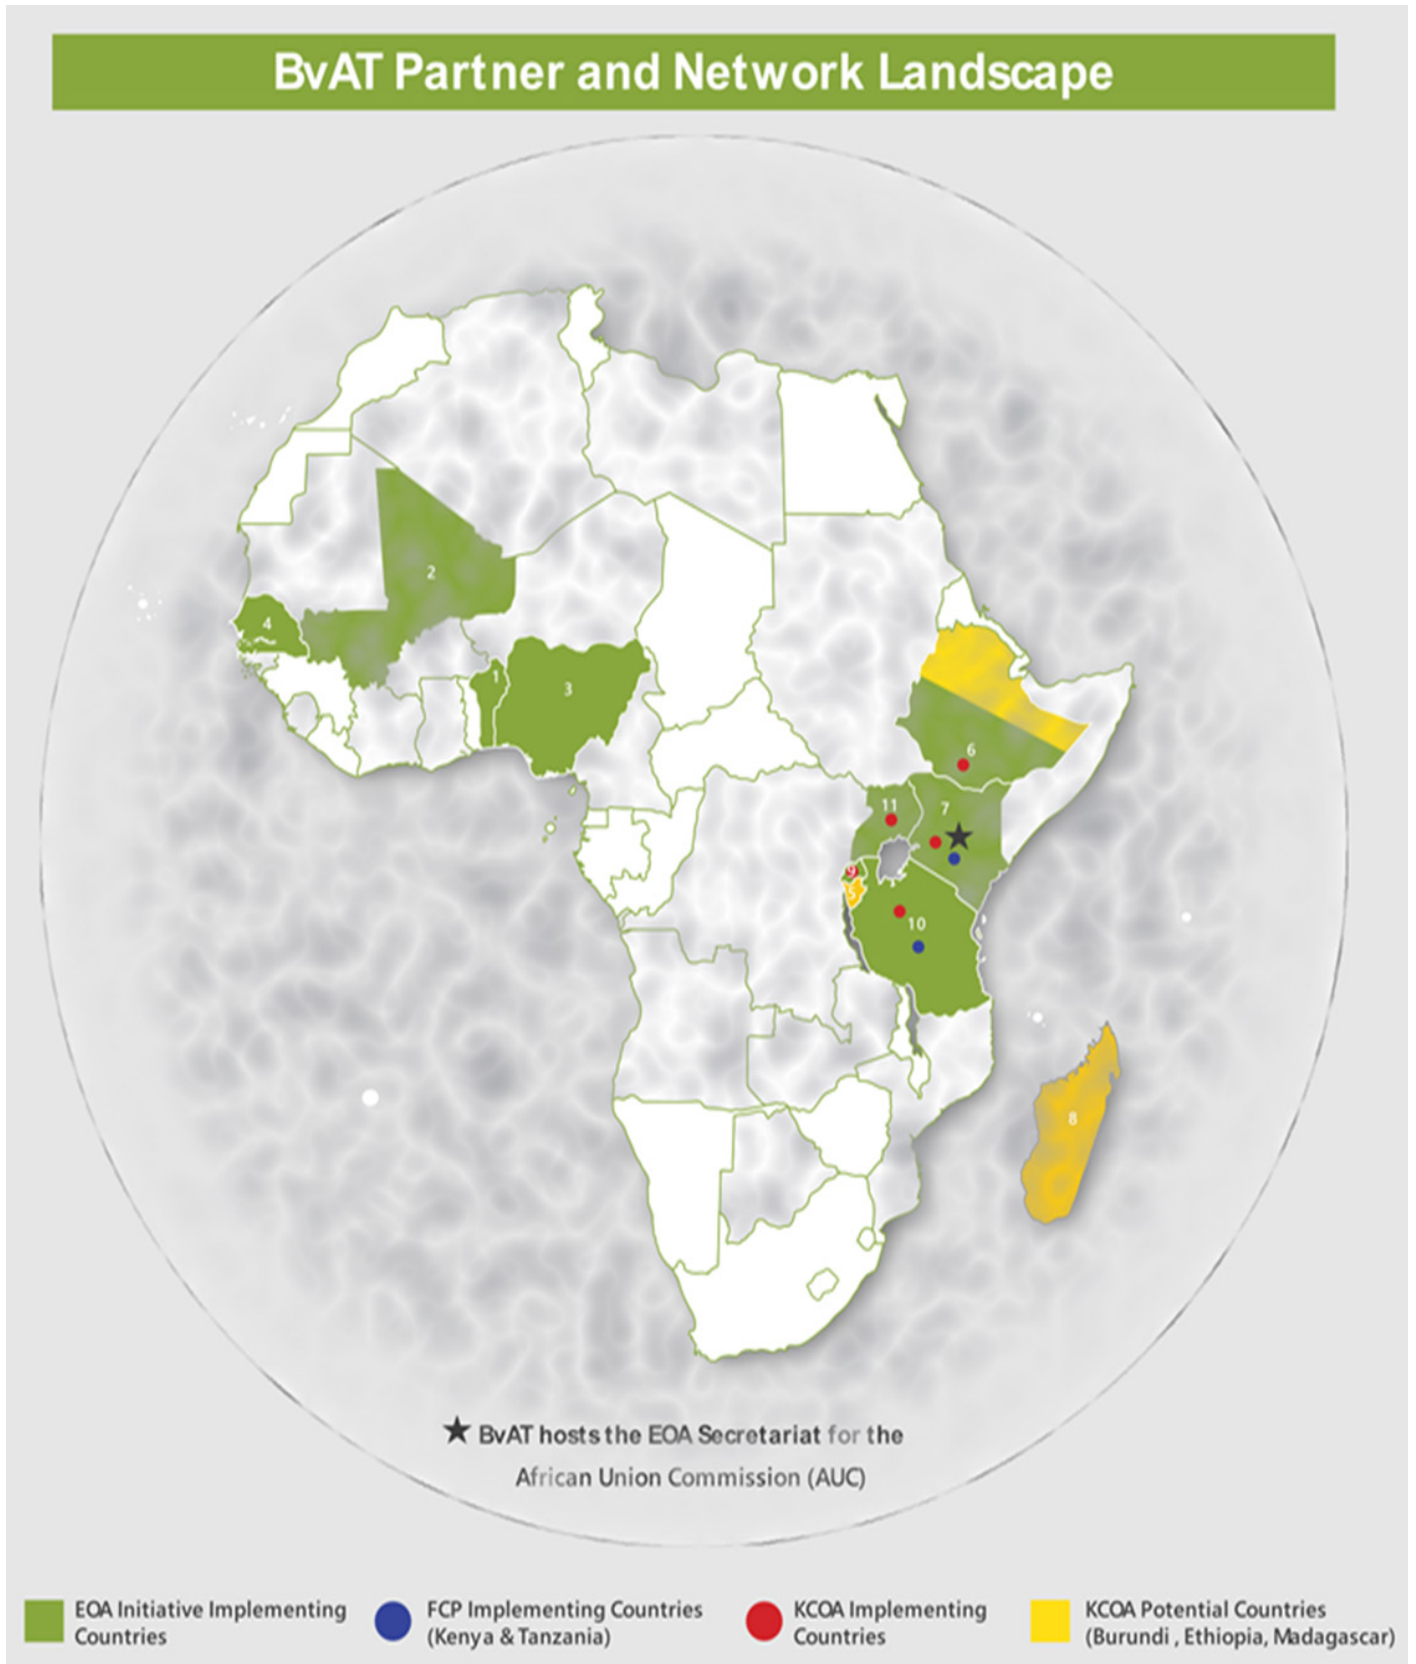 BvAT Partner and Network Landscape
2
4
1
3
6
11
7
9
5
10
8
★ BvAT hosts the EOA Secretariat for the
African Union Commission (AUC)
EOA Initiative Implementing
Countries
FCP Implementing Countries
(Kenya & Tanzania)
KCOA Implementing
Countries
KCOA Potential Countries
(Burundi , Ethiopia, Madagascar)